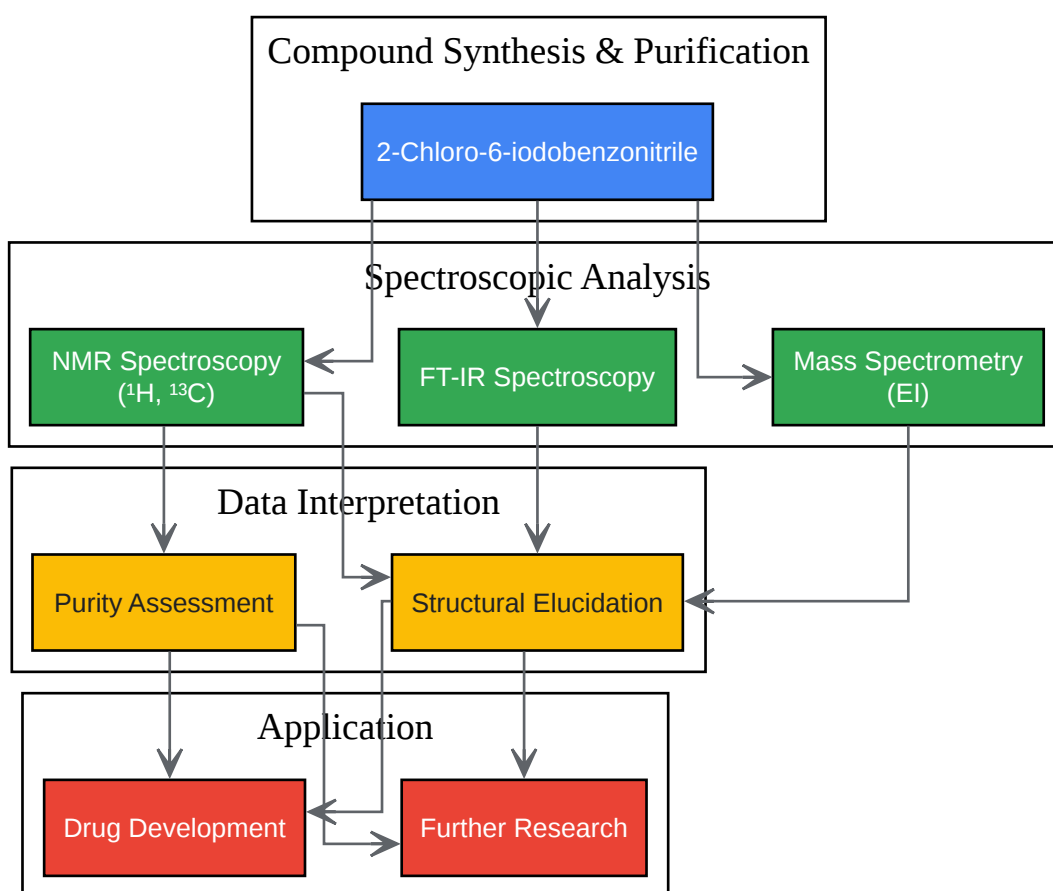 Compound Synthesis & Purification
2-Chloro-6-iodobenzonitrile
Spectroscopic Analysis
NMR Spectroscopy
(¹H, ¹³C)
FT-IR Spectroscopy
Mass Spectrometry
(EI)
Data Interpretation
Purity Assessment
Structural Elucidation
Application
Drug Development
Further Research